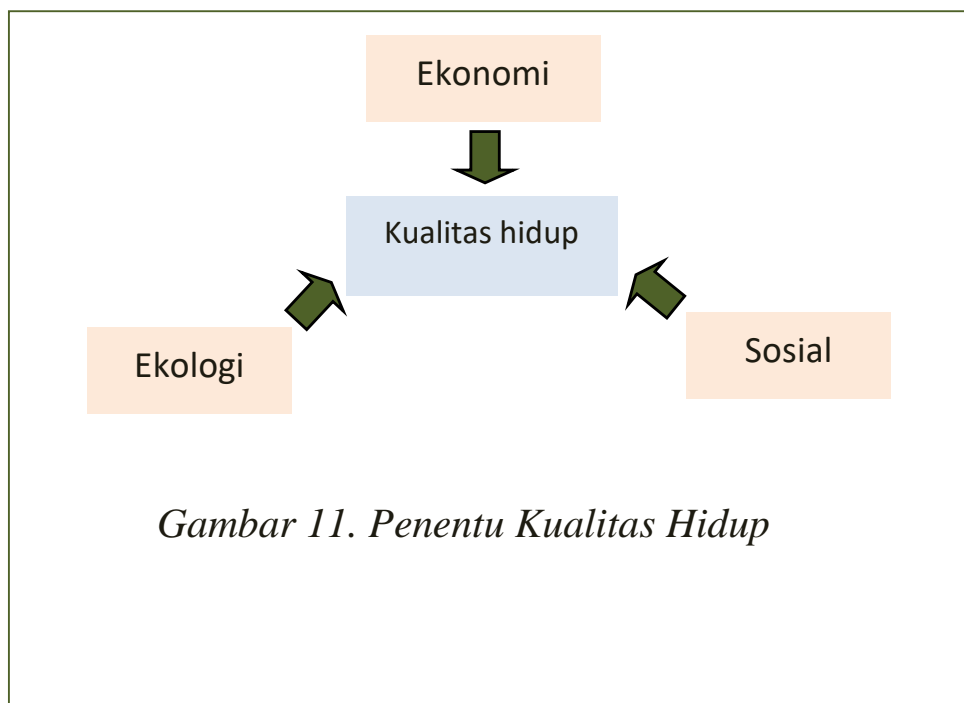 Ekonomi
Kualitas hidup
Ekologi
Sosial
Gambar 11. Penentu Kualitas Hidup